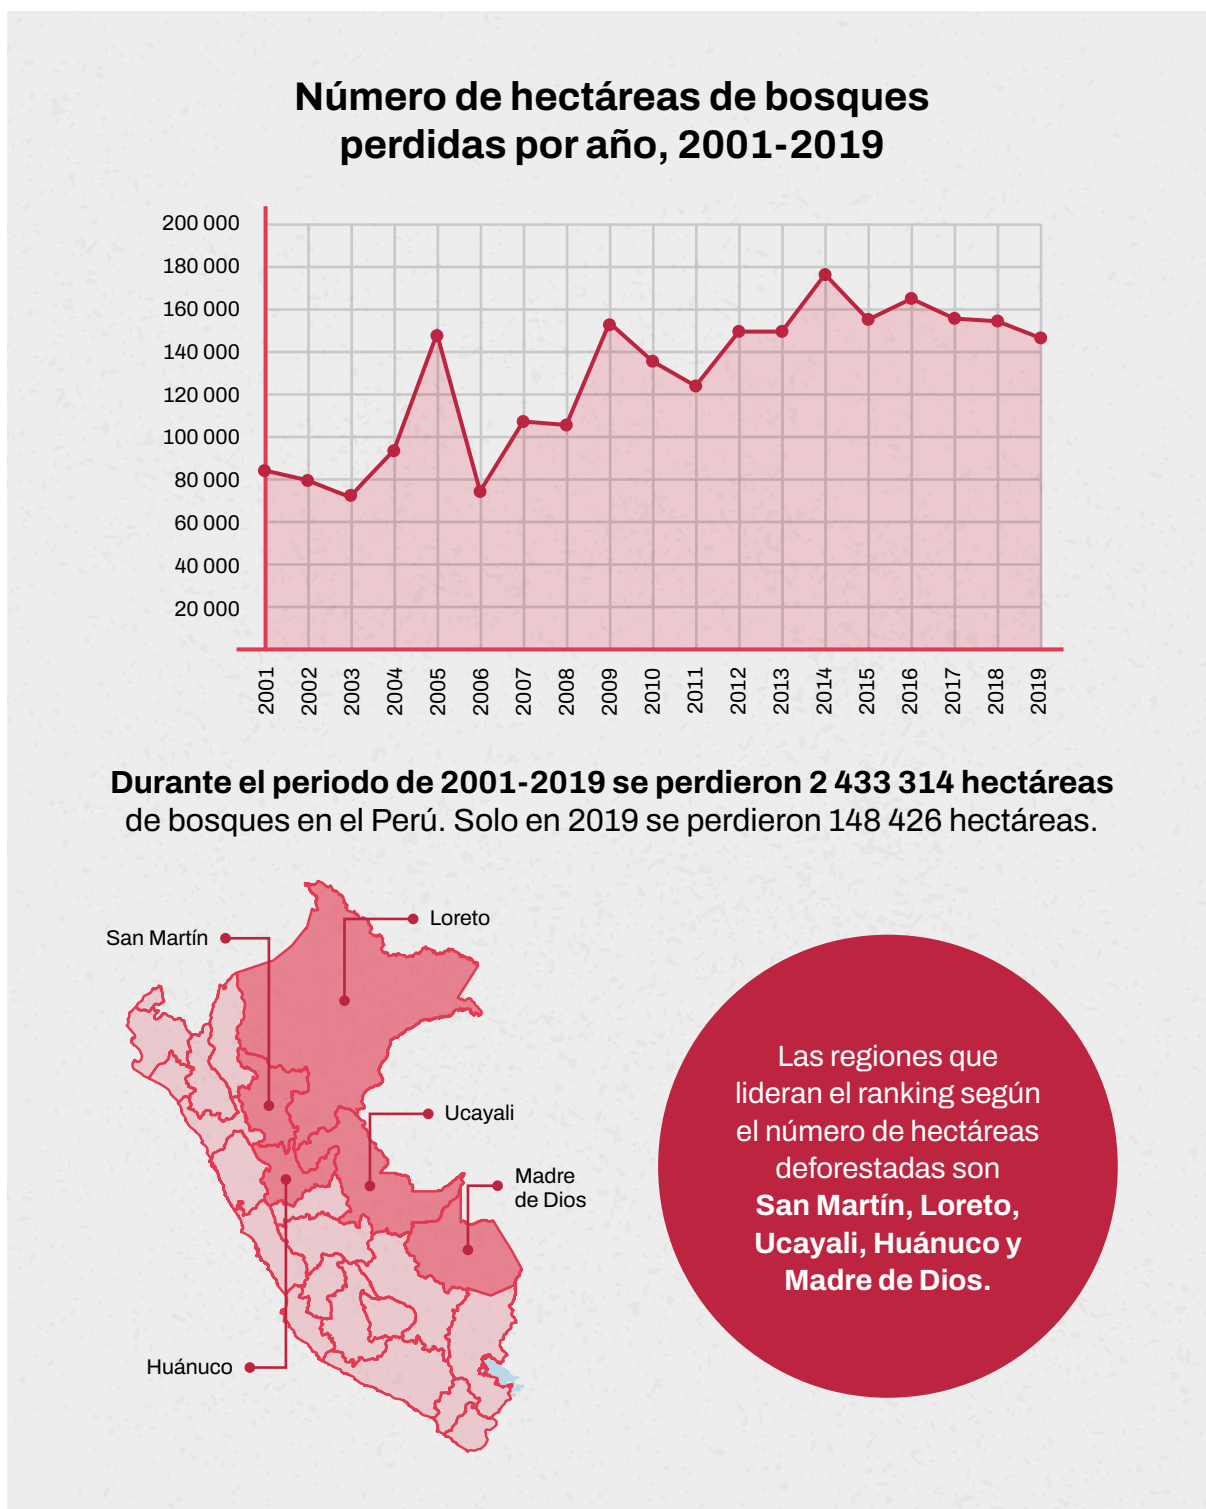 Número de hectáreas de bosques
perdidas por año, 2001-2019
200 000
180 000
160 000
140 000
120 000
100 000
80 000
60 000
40 000
20 000
2001
2002
2003
2004
2005
2006
2007
2008
2009
2010
2011
2012
2013
2014
2015
2016
2017
2018
2019
Durante el periodo de 2001-2019 se perdieron 2 433 314 hectáreas
de bosques en el Perú. Solo en 2019 se perdieron 148 426 hectáreas.
Loreto
San Martín
Ucayali
Madre
de Dios
Huánuco
Las regiones que
lideran el ranking según
el número de hectáreas
deforestadas son
San Martín, Loreto,
Ucayali, Huánuco y
Madre de Dios.